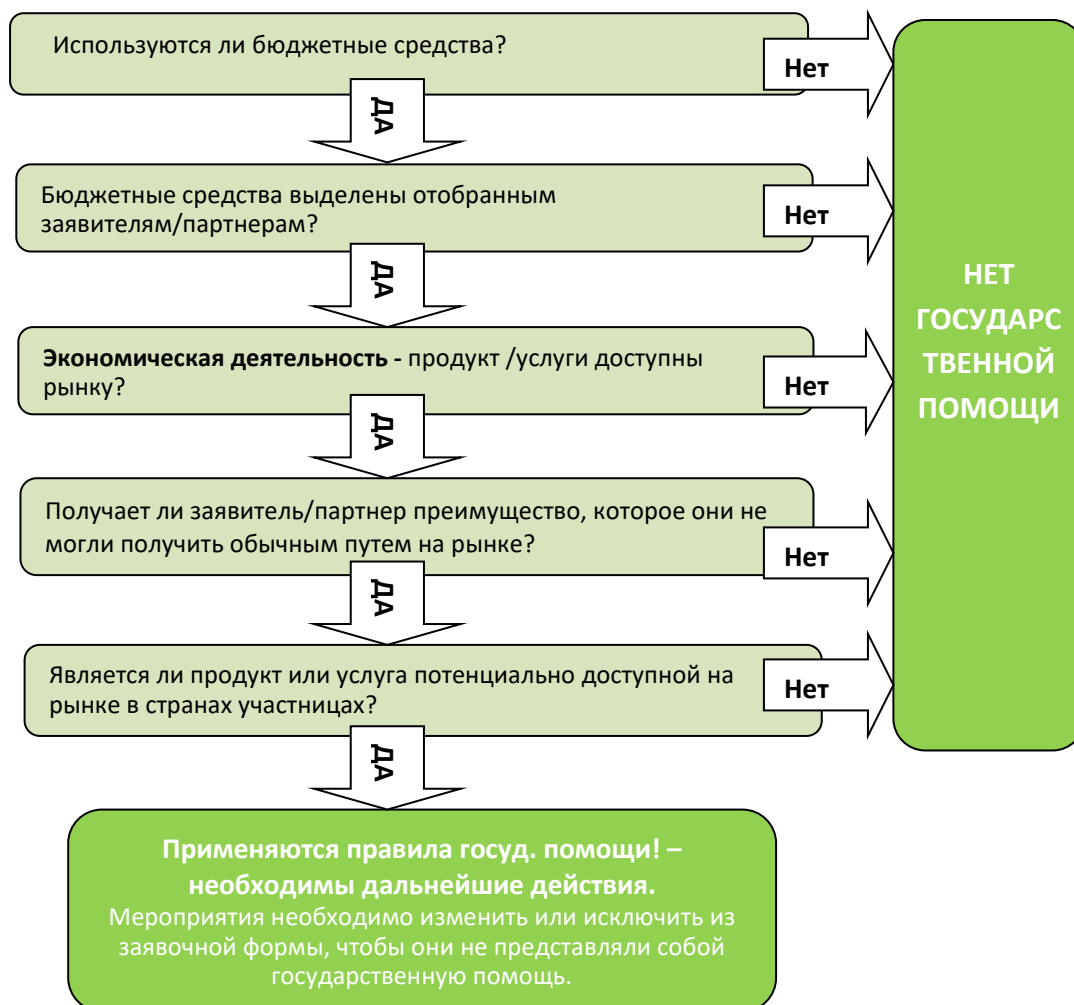 Используются ли бюджетные средства?
Нет
ДА
Бюджетные средства выделены отобранным
заявителям/партнерам?
Нет
ДА
НЕТ
ГОСУДАРС
ТВЕННОЙ
ПОМОЩИ
Экономическая деятельность - продукт /услуги доступны
рынку?
Нет
ДА
Получает ли заявитель/партнер преимущество, которое они не
могли получить обычным путем на рынке?
Нет
ДА
Является ли продукт или услуга потенциально доступной на
рынке в странах участницах?
Нет
ДА
Применяются правила госуд. помощи! –
необходимы дальнейшие действия.
Мероприятия необходимо изменить или исключить из
заявочной формы, чтобы они не представляли собой
государственную помощь.